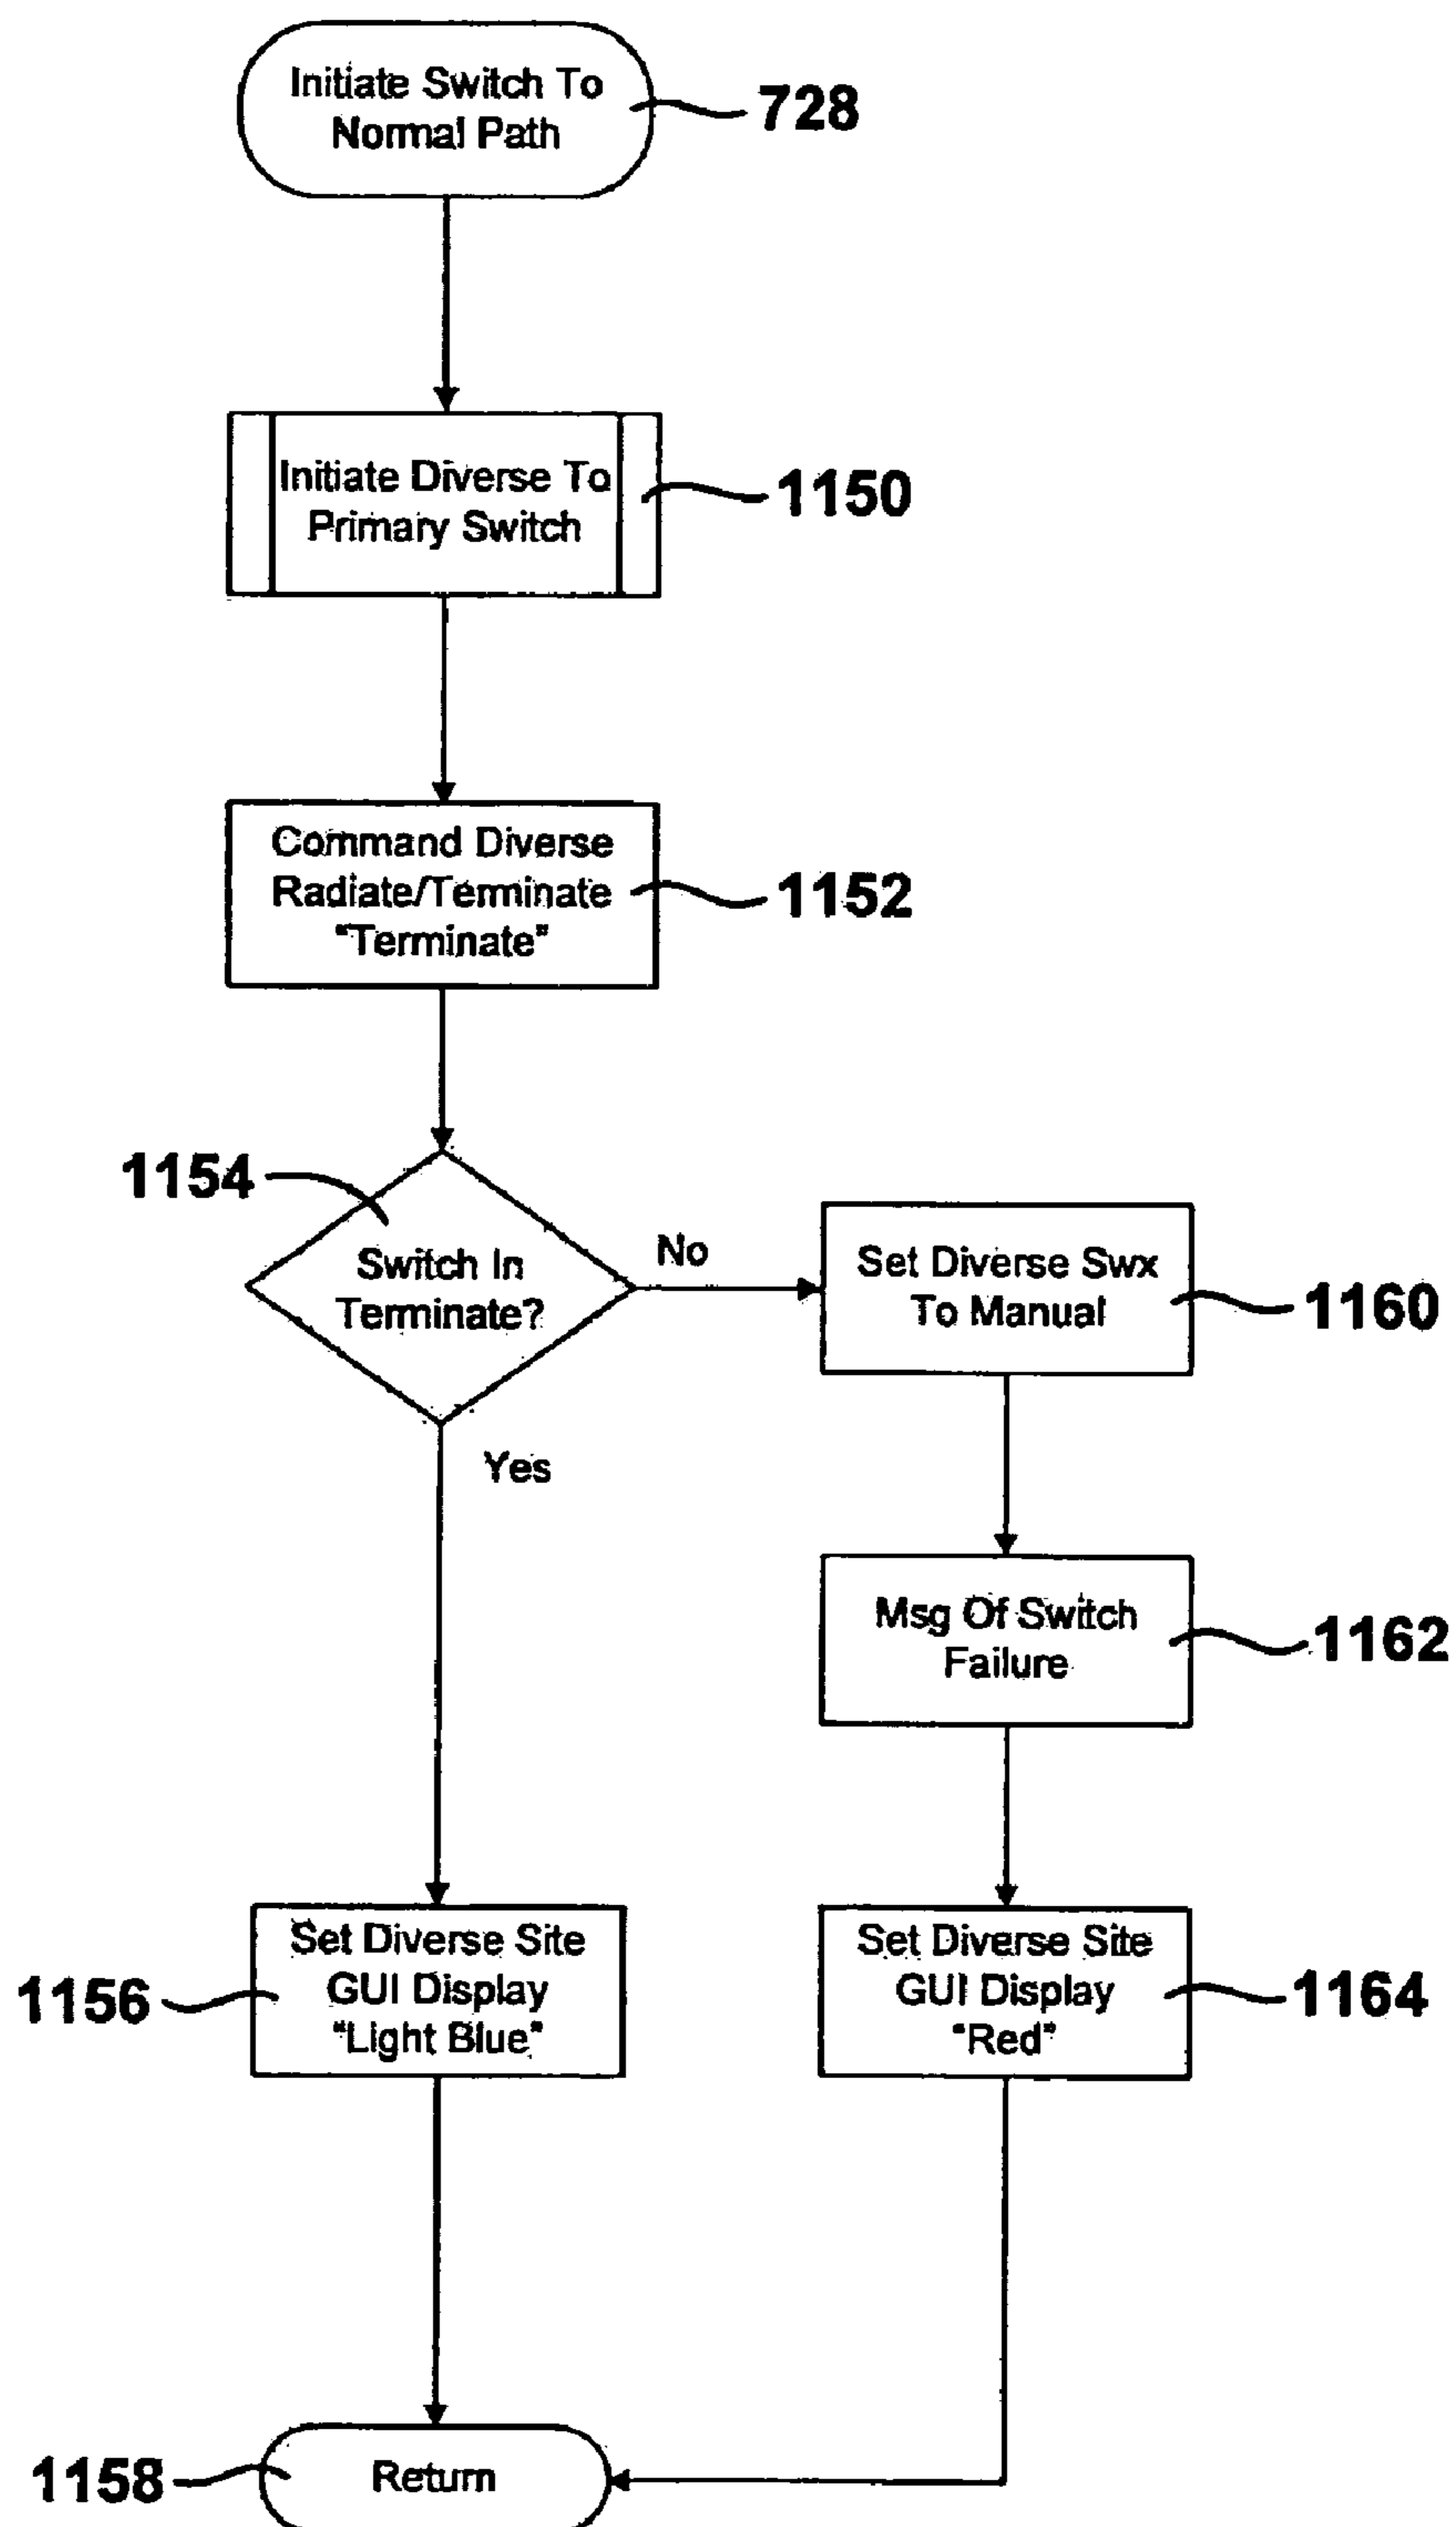 Initiate Switch To
Normal Path
728
Initiate Diverse To
Primary Switch
1150
Command Diverse
Radiate/Terminate
"Terminate"
1152
1154
Switch In
Terminate?
No
Yes
Set Diverse Swx
To Manual
1160
Msg Of Switch
Failure
1162
Set Diverse Site
GUI Display
"Light Blue"
1156
Set Diverse Site
GUI Display
"Red"
1164
1158
Return